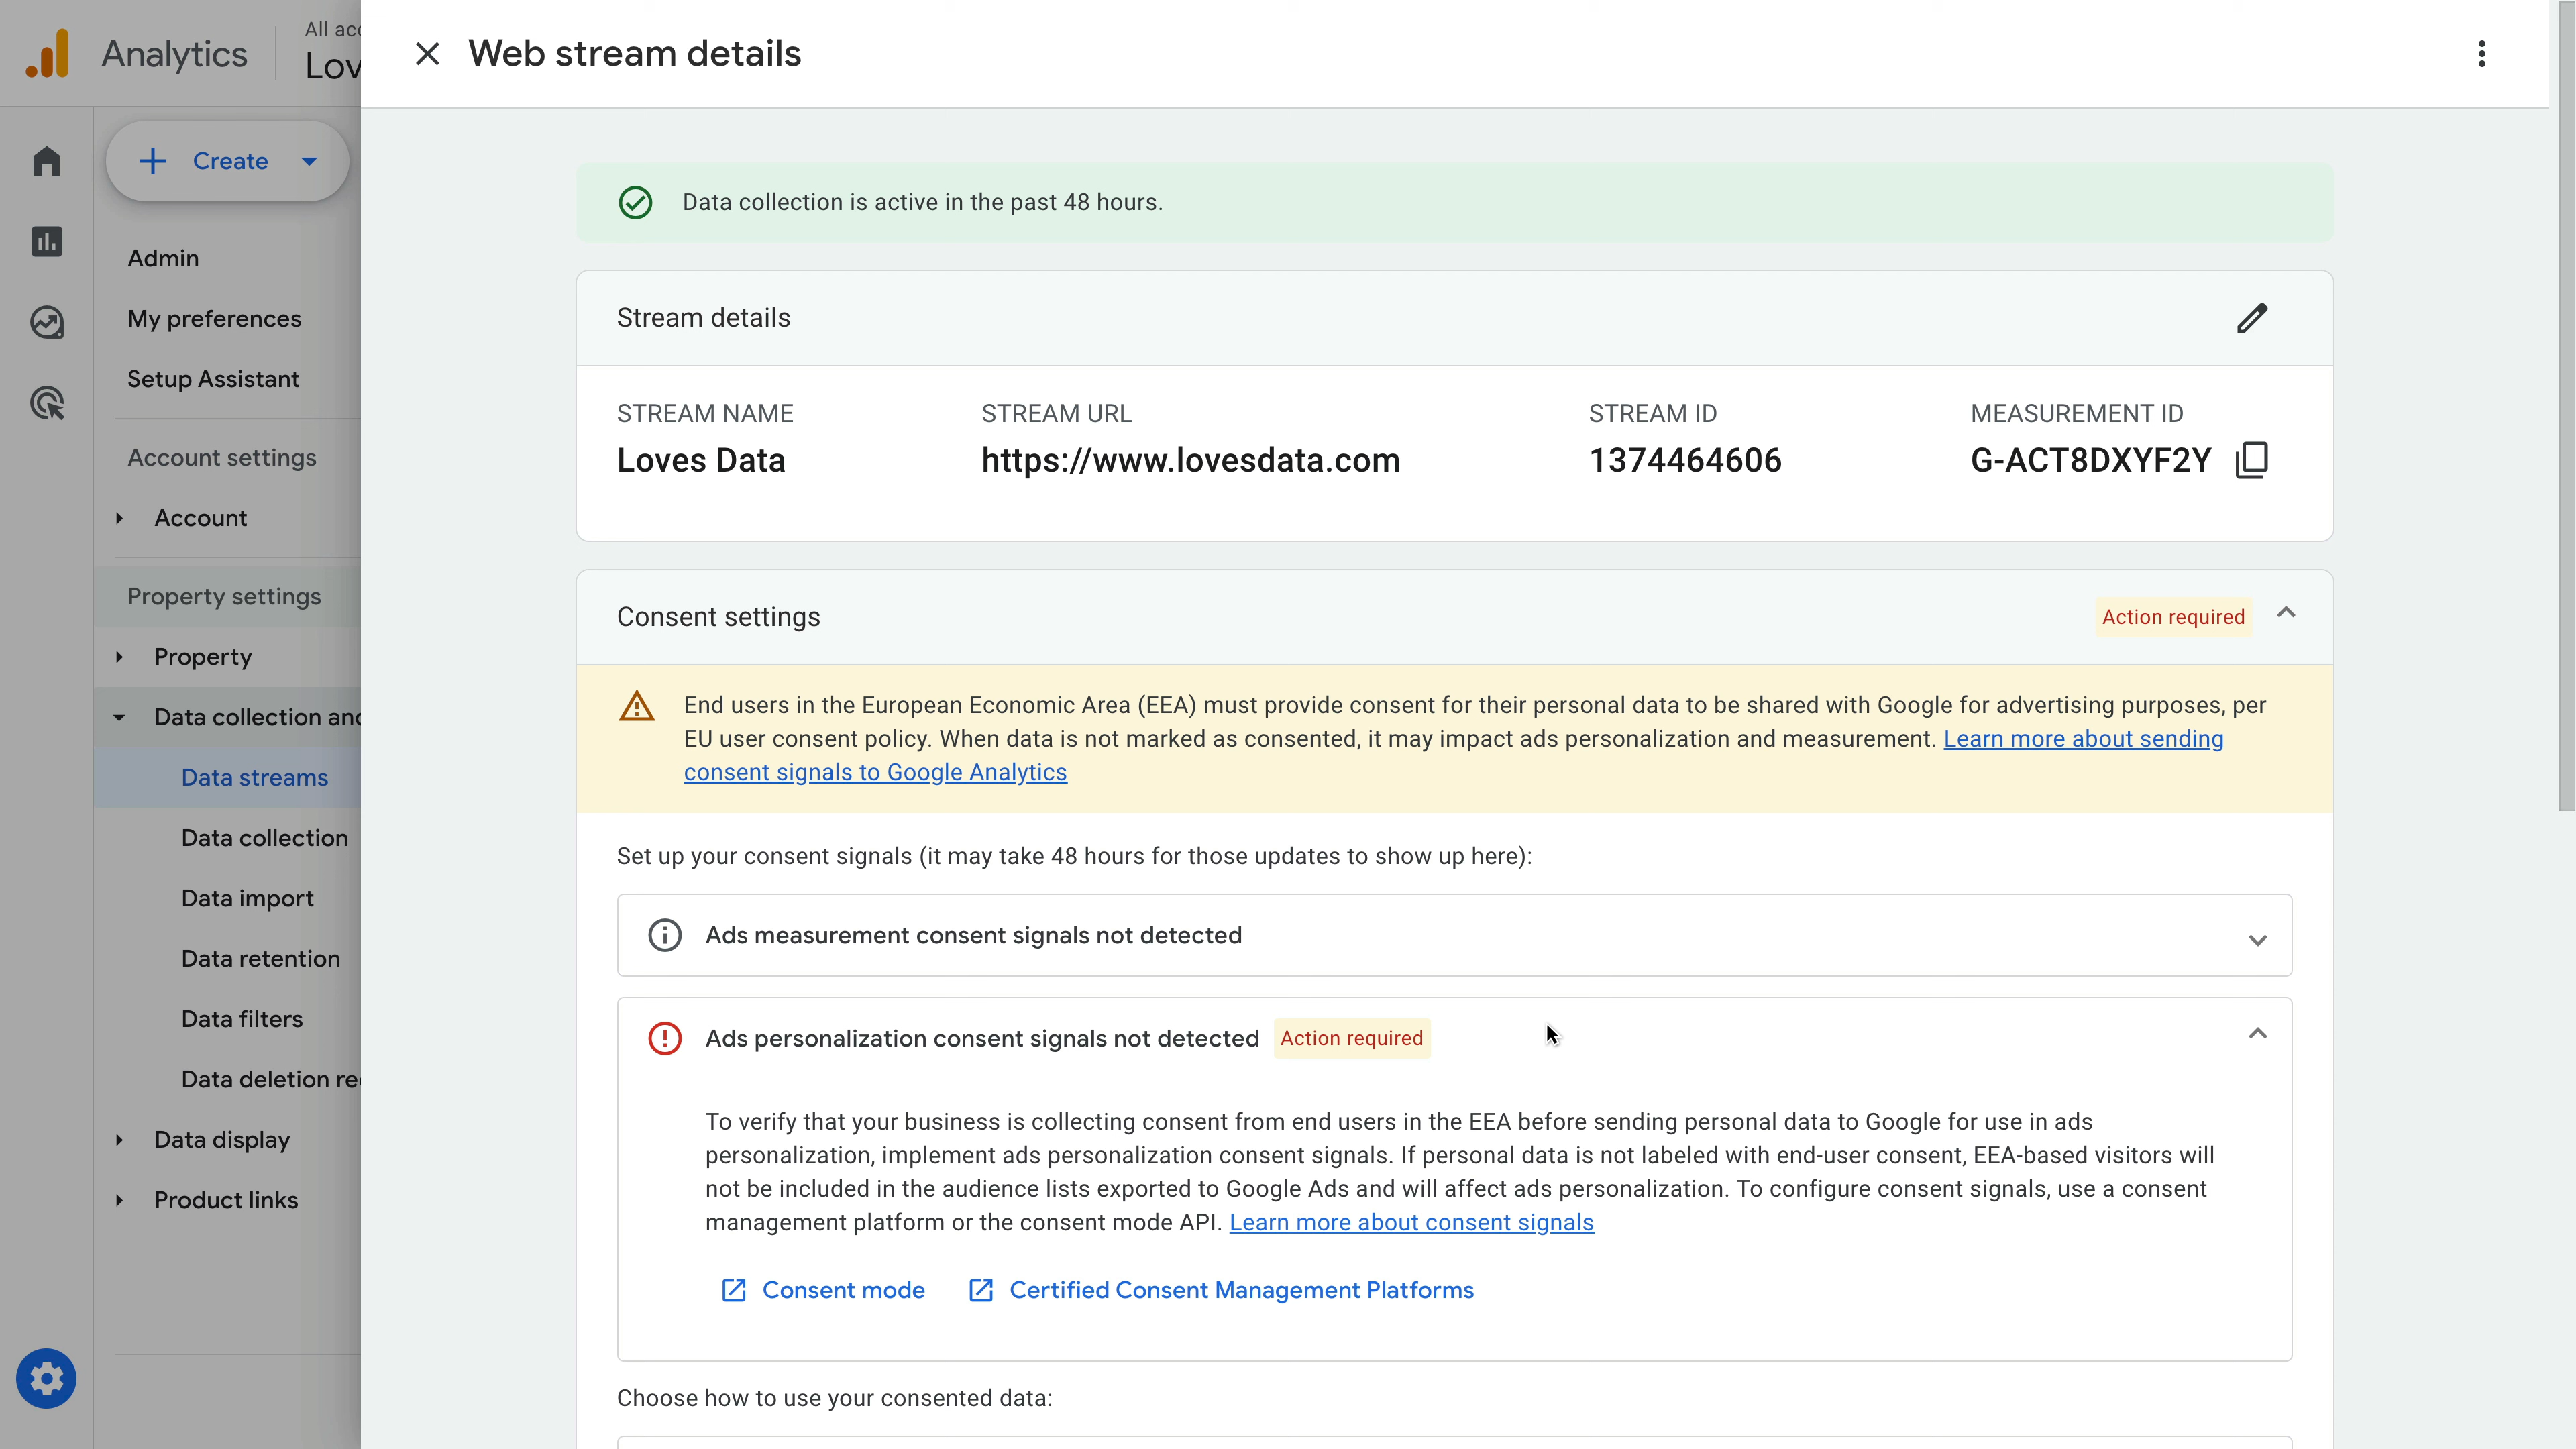 Analytics
All acc
Lov
Web stream details
Create
Admin
My preferences
Setup Assistant
Account settings
Account
Property settings
Property
Data collection and
Data streams
Data collection
Data import
Data retention
Data filters
Data deletion re
Data display
Product links
Data collection is active in the past 48 hours.
Stream details
STREAM NAME
Loves Data
STREAM URL
https://www.lovesdata.com
STREAM ID
1374464606
MEASUREMENT ID
G-ACT8DXYF2Y
Consent settings
Action required
End users in the European Economic Area (EEA) must provide consent for their personal data to be shared with Google for advertising purposes, per
EU user consent policy. When data is not marked as consented, it may impact ads personalization and measurement. Learn more about sending
consent signals to Google Analytics
Set up your consent signals (it may take 48 hours for those updates to show up here):
Ads measurement consent signals not detected
Ads personalization consent signals not detected Action required
To verify that your business is collecting consent from end users in the EEA before sending personal data to Google for use in ads
personalization, implement ads personalization consent signals. If personal data is not labeled with end-user consent, EEA-based visitors will
not be included in the audience lists exported to Google Ads and will affect ads personalization. To configure consent signals, use a consent
management platform or the consent mode API. Learn more about consent signals
Consent mode
Certified Consent Management Platforms
Choose how to use your consented data: